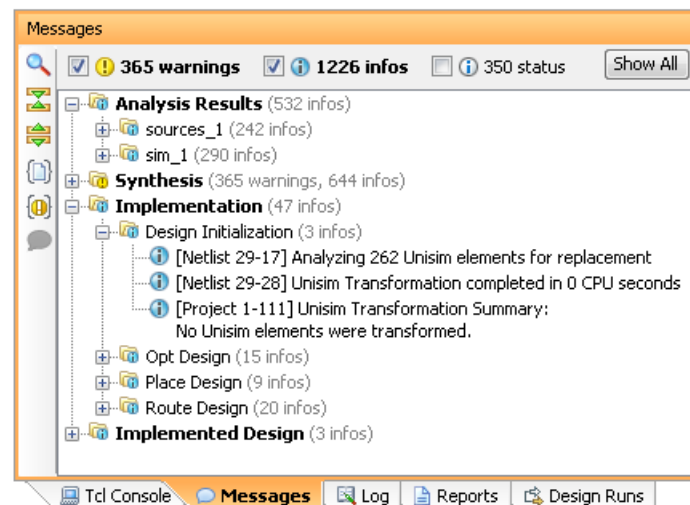 Messages
365 warnings 1226 infos 350 status Show All
Analysis Results (532 infos)
sources_1 (242 infos)
sim_1 (290 infos)
Synthesis (365 warnings, 644 infos)
Implementation (47 infos)
Design Initialization (3 infos)
[Netlist 29-17] Analyzing 262 Unisim elements for replacement
[Netlist 29-28] Unisim Transformation completed in 0 CPU seconds
[Project 1-111] Unisim Transformation Summary:
No Unisim elements were transformed.
Opt Design (15 infos)
Place Design (9 infos)
Route Design (20 infos)
Implemented Design (3 infos)
Tcl Console Messages Log Reports Design Runs